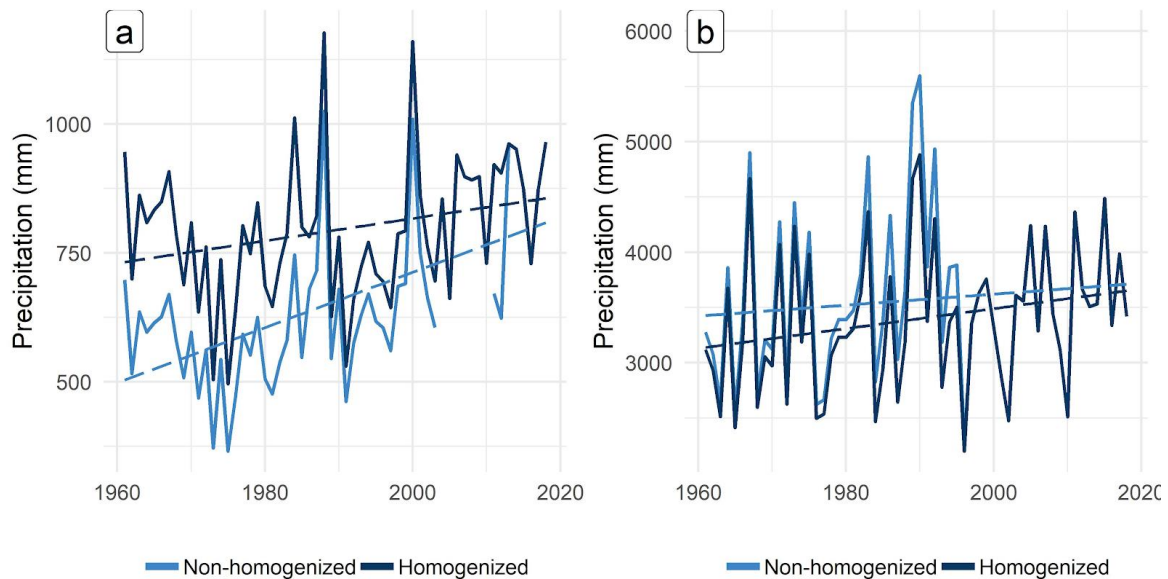 a
Precipitation (mm)
1000
750
500
1960
1980
2000
2020
Non-homogenized
Homogenized
b
Precipitation (mm)
6000
5000
4000
3000
1960
1980
2000
2020
Non-homogenized
Homogenized